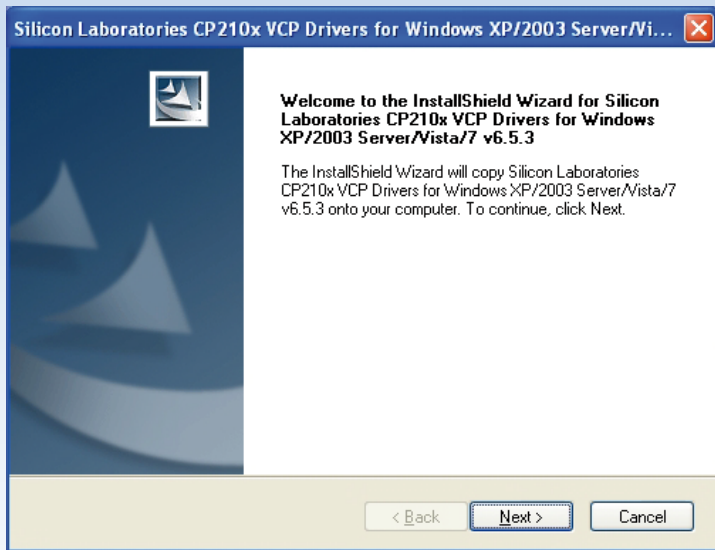 Silicon Laboratories CP210x VCP Drivers for Windows XP/2003 Server/Vi...
Welcome to the InstallShield Wizard for Silicon
Laboratories CP210x VCP Drivers for Windows
XP/2003 Server/Vista/7 v6.5.3
The InstallShield Wizard will copy Silicon Laboratories
CP210x VCP Drivers for Windows XP/2003 Server/Vista/7
v6.5.3 onto your computer. To continue, click Next.
< Back Next > Cancel